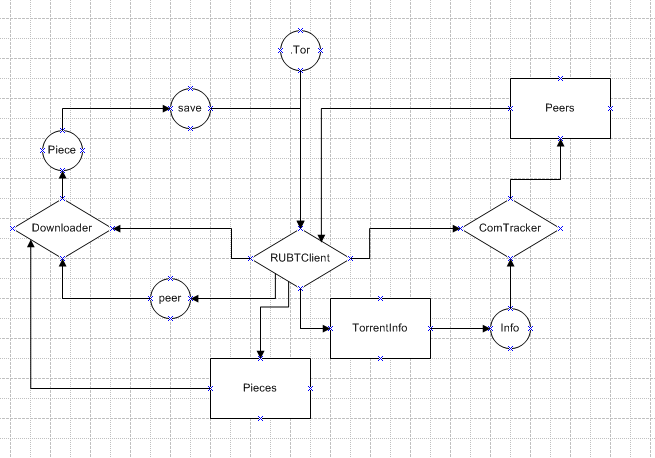 .Tor
save
Peers
Piece
Downloader
ComTracker
RUBTClient
peer
TorrentInfo
Info
Pieces